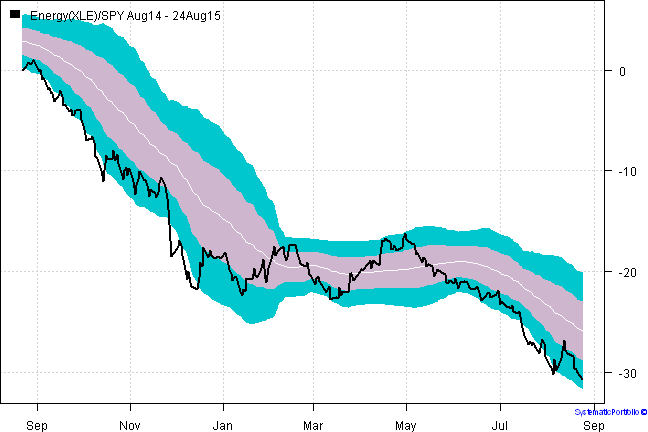 Energy(XLE)/SPY Aug14 - 24Aug15
0
-10
-20
-30
Sep Nov Jan Mar May Jul Sep
SystematicPortfolio ©